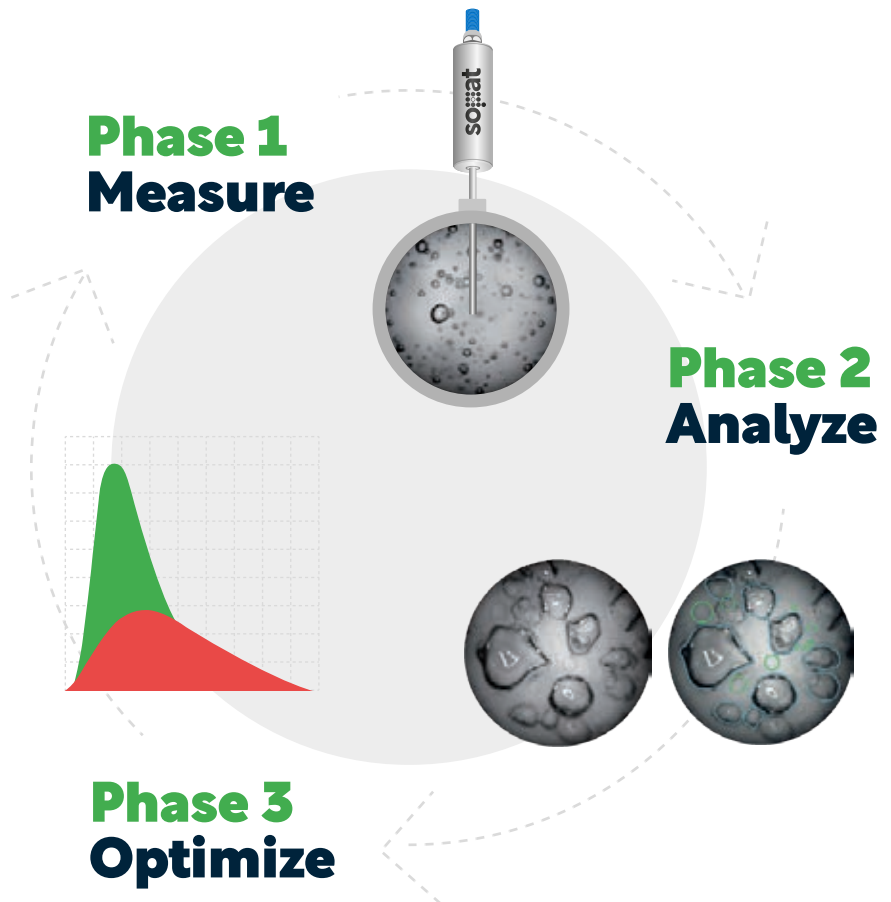 Phase 1
Measure
sopat
Phase 2
Analyze
Phase 3
Optimize